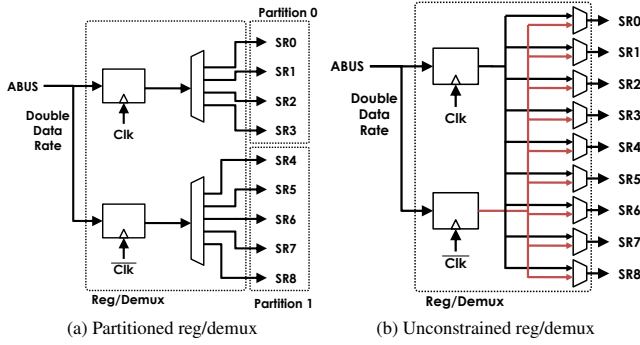 Partition 0
SR0
SR1
SR2
SR3
ABUS
Double
Data
Rate
Clk
SR4
SR5
SR6
SR7
SR8
Clk
Reg/Demux
Partition 1
(a) Partitioned reg/demux
SR0
SR1
SR2
SR3
SR4
SR5
SR6
SR7
SR8
ABUS
Double
Data
Rate
Clk
Clk
Reg/Demux
(b) Unconstrained reg/demux